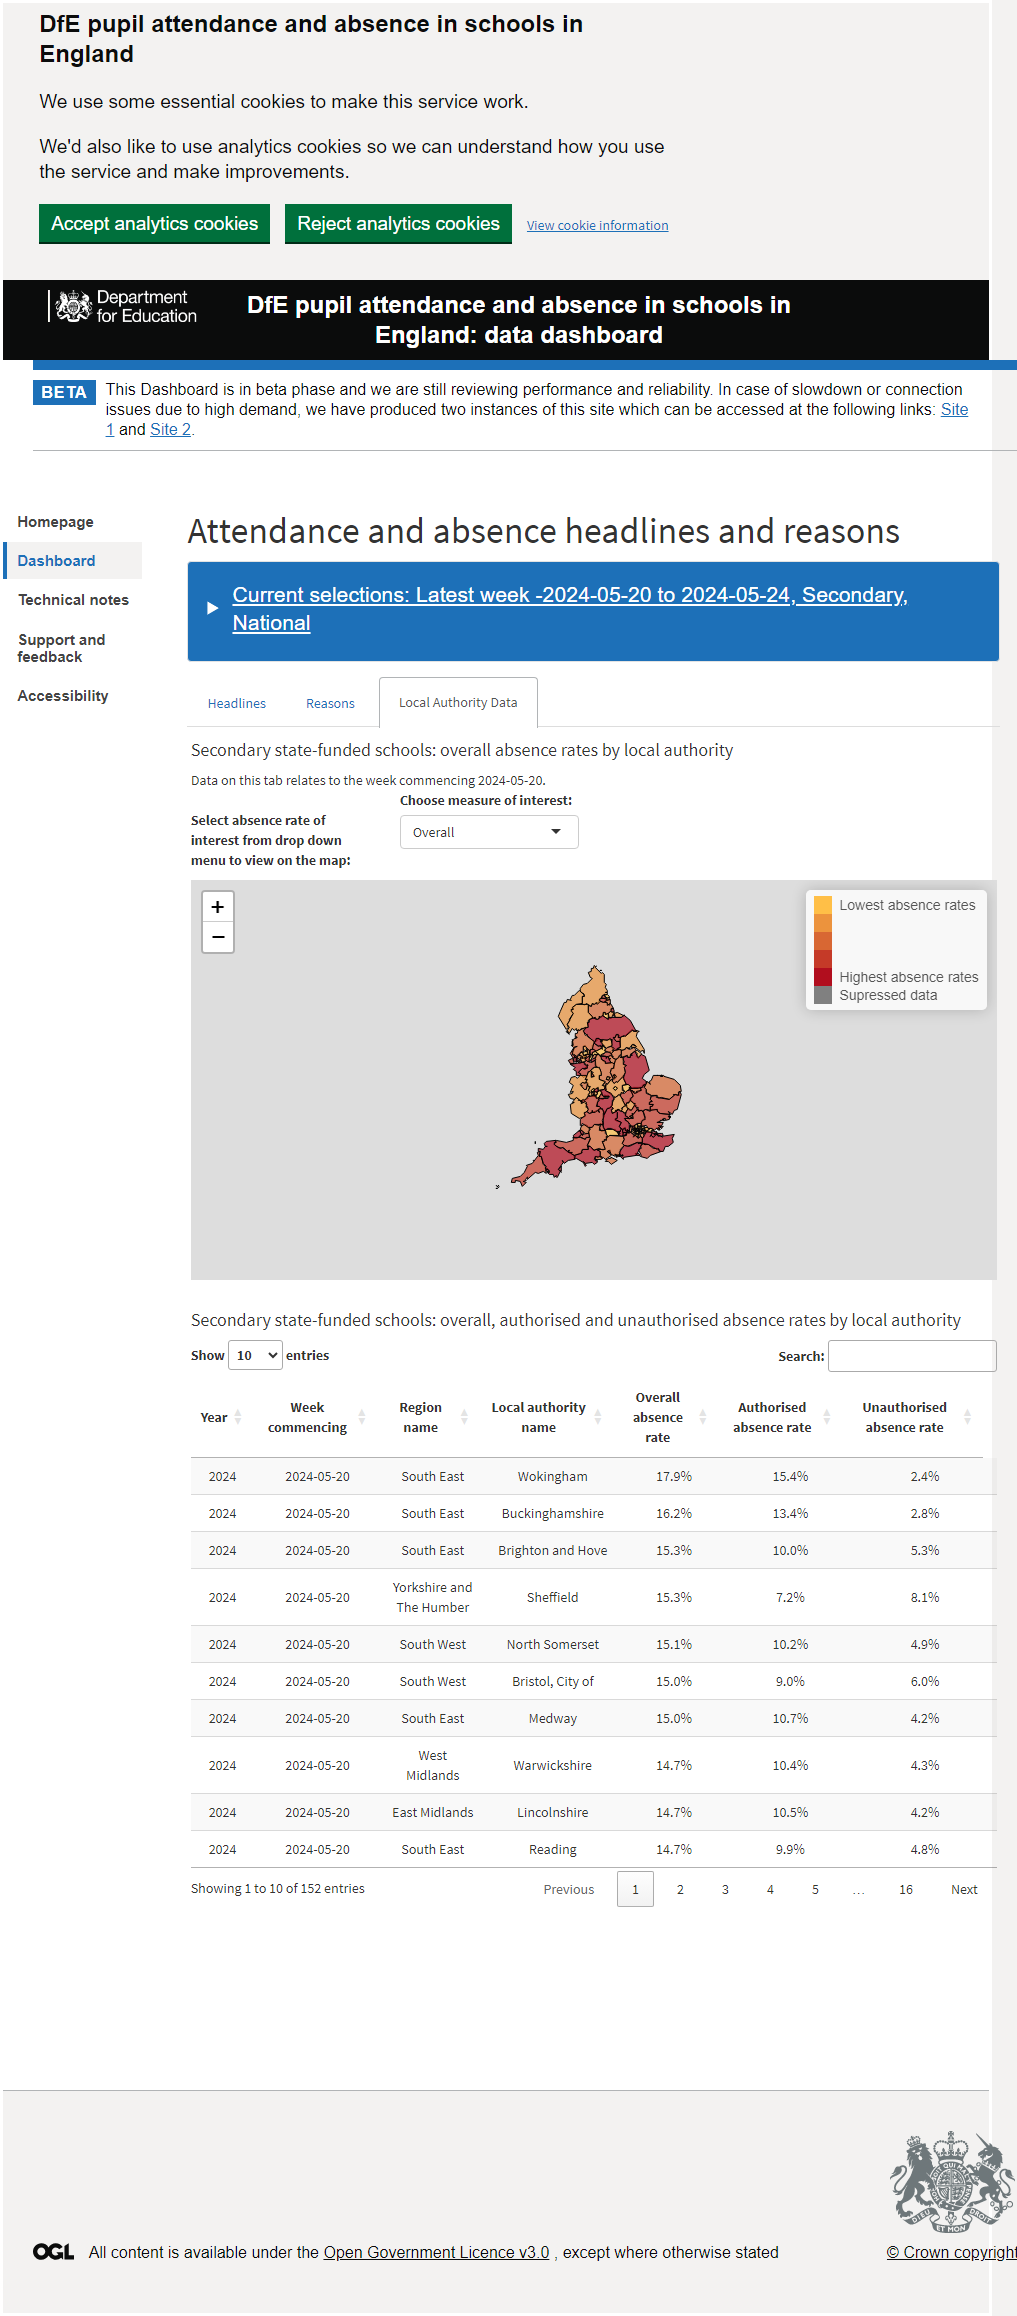 DfE pupil attendance and absence in schools in
England
We use some essential cookies to make this service work.
We'd also like to use analytics cookies so we can understand how you use
the service and make improvements.
Accept analytics cookies
Reject analytics cookies
View cookie information
Department
for Education
DfE pupil attendance and absence in schools in
England: data dashboard
BETA
This Dashboard is in beta phase and we are still reviewing performance and reliability. In case of slowdown or connection
issues due to high demand, we have produced two instances of this site which can be accessed at the following links: Site
1 and Site 2.
Homepage
Dashboard
Technical notes
Support and
feedback
Accessibility
Attendance and absence headlines and reasons
Current selections: Latest week -2024-05-20 to 2024-05-24, Secondary,
National
Headlines
Reasons
Local Authority Data
Secondary state-funded schools: overall absence rates by local authority
Data on this tab relates to the week commencing 2024-05-20.
Select absence rate of
interest from drop down
menu to view on the map:
Choose measure of interest:
Overall
+
−
Lowest absence rates
Highest absence rates
Supressed data
Secondary state-funded schools: overall, authorised and unauthorised absence rates by local authority
Show 10 entries
Search:
Year Week commencing Region name Local authority name Overall absence rate Authorised absence rate Unauthorised absence rate
2024 2024-05-20 South East Wokingham 17.9% 15.4% 2.4%
2024 2024-05-20 South East Buckinghamshire 16.2% 13.4% 2.8%
2024 2024-05-20 South East Brighton and Hove 15.3% 10.0% 5.3%
2024 2024-05-20 Yorkshire and The Humber Sheffield 15.3% 7.2% 8.1%
2024 2024-05-20 South West North Somerset 15.1% 10.2% 4.9%
2024 2024-05-20 South West Bristol, City of 15.0% 9.0% 6.0%
2024 2024-05-20 South East Medway 15.0% 10.7% 4.2%
2024 2024-05-20 West Midlands Warwickshire 14.7% 10.4% 4.3%
2024 2024-05-20 East Midlands Lincolnshire 14.7% 10.5% 4.2%
2024 2024-05-20 South East Reading 14.7% 9.9% 4.8%
Showing 1 to 10 of 152 entries
Previous 1 2 3 4 5 … 16 Next
OGL
All content is available under the Open Government Licence v3.0 , except where otherwise stated
© Crown copyright